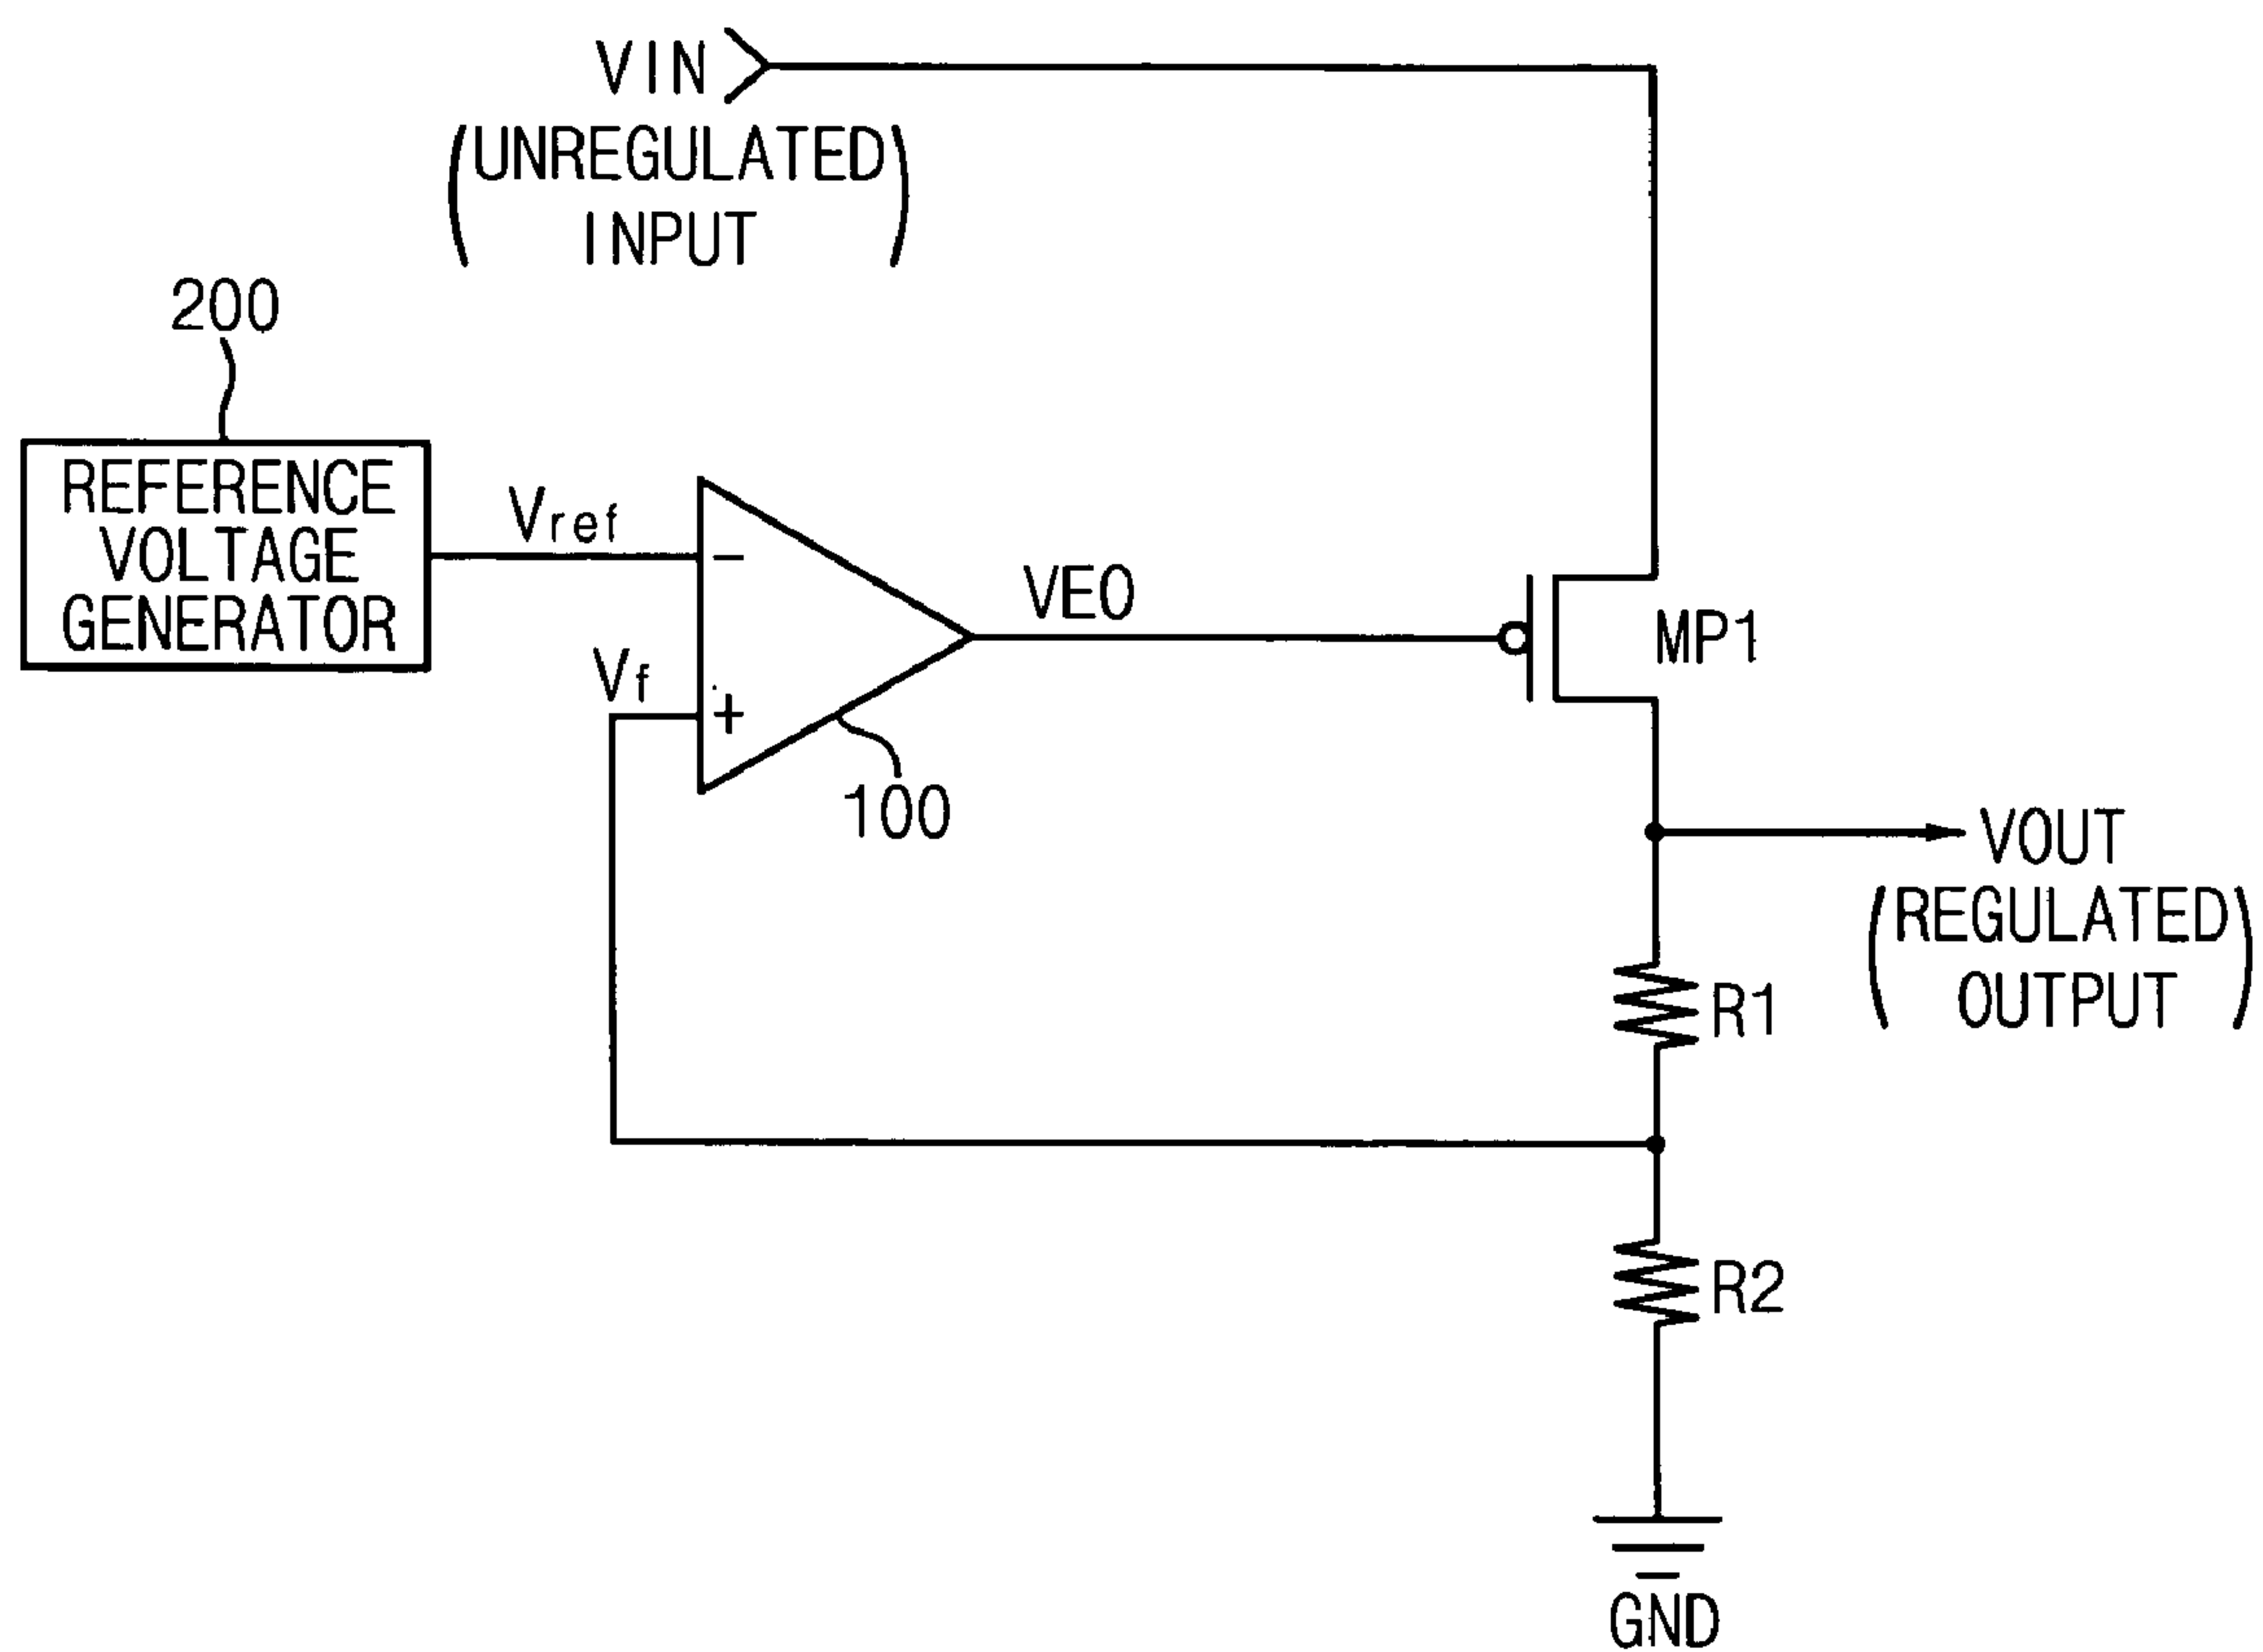 VIN
(UNREGULATED
INPUT)
200
REFERENCE
VOLTAGE
GENERATOR
Vref
−
VEO
Vf
+
MP1
100
VOUT
(REGULATED
OUTPUT)
R1
R2
GND